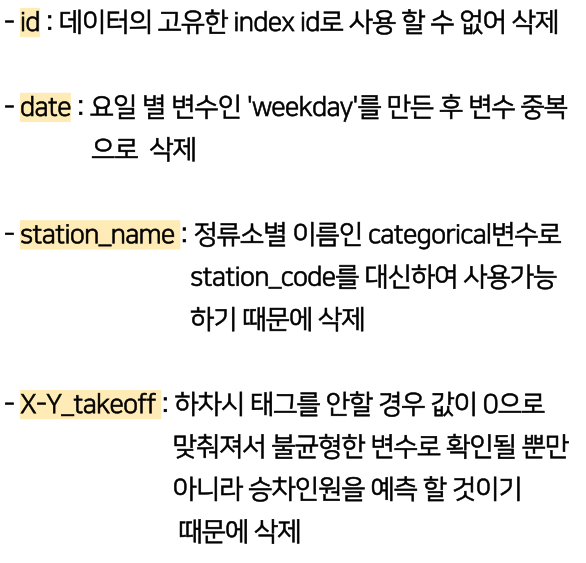 - id : 데이터의 고유한 index id로 사용 할 수 없어 삭제
- date : 요일 별 변수인 'weekday'를 만든 후 변수 중복
으로 삭제
- station_name : 정류소별 이름인 categorical변수로
station_code를 대신하여 사용가능
하기 때문에 삭제
- X-Y_takeoff : 하차시 태그를 안할 경우 값이 0으로
맞춰져서 불균형한 변수로 확인될 뿐만
아니라 승차인원을 예측 할 것이기
때문에 삭제